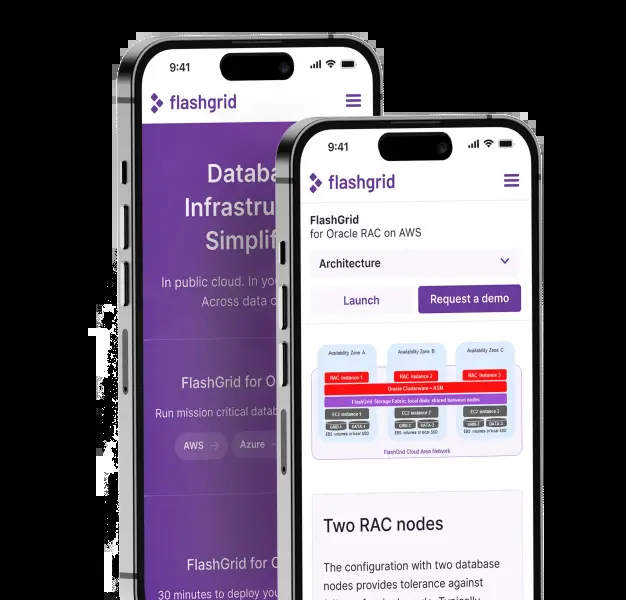 9:41
flashgrid
Databa
Infrastru
Simplif
In public cloud. In you
Across data c
FlashGrid for O
Run mission critical datab
AWS →
Azure
FlashGrid for O
30 minutes to deploy you
9:41
flashgrid
FlashGrid
for Oracle RAC on AWS
Architecture
Launch
Request a demo
Availability Zone A
Availability Zone B
Availability Zone C
RAC Instance 1
RAC Instance 2
RAC Instance 3
Oracle Clusterware + ASM
FlashGrid Storage Fabric: local disks shared between nodes
EC2 instance 1
EC2 instance 2
EC2 instance 3
GRID-1
DATA-1
GRID-2
DATA-2
GRID-3
DATA-3
EBS volumes or local SSD
EBS volumes or local SSD
EBS volumes or local SSD
FlashGrid Cloud Area Network
Two RAC nodes
The configuration with two database
nodes provides tolerance against